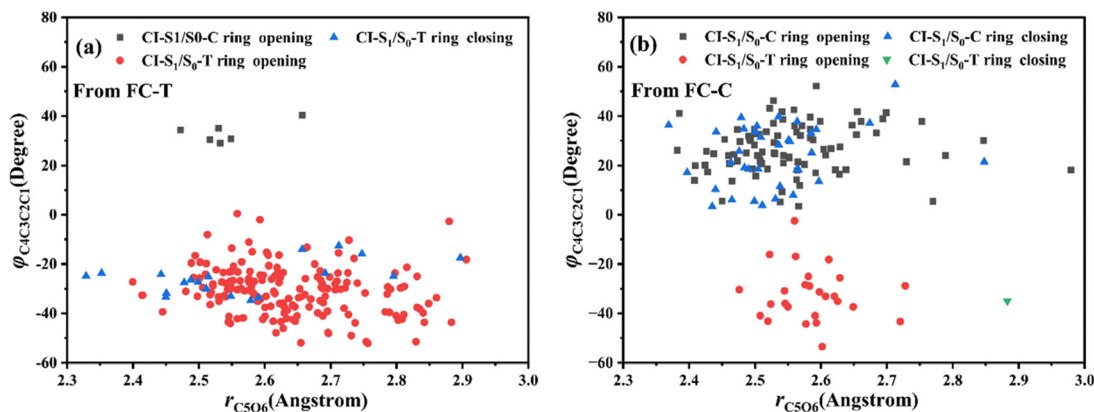 (a)
CI-S1/S0-C ring opening
CI-S₁/S₀-T ring closing
CI-S₁/S₀-T ring opening
From FC-T
80
60
40
20
0
-20
-40
-60
φC4C3C2C1(Degree)
2.3 2.4 2.5 2.6 2.7 2.8 2.9 3.0
rC5O6(Angstrom)
(b)
CI-S₁/S₀-C ring opening
CI-S₁/S₀-C ring closing
CI-S₁/S₀-T ring opening
CI-S₁/S₀-T ring closing
From FC-C
80
60
40
20
0
-20
-40
-60
φC4C3C2C1(Degree)
2.3 2.4 2.5 2.6 2.7 2.8 2.9 3.0
rC5O6(Angstrom)